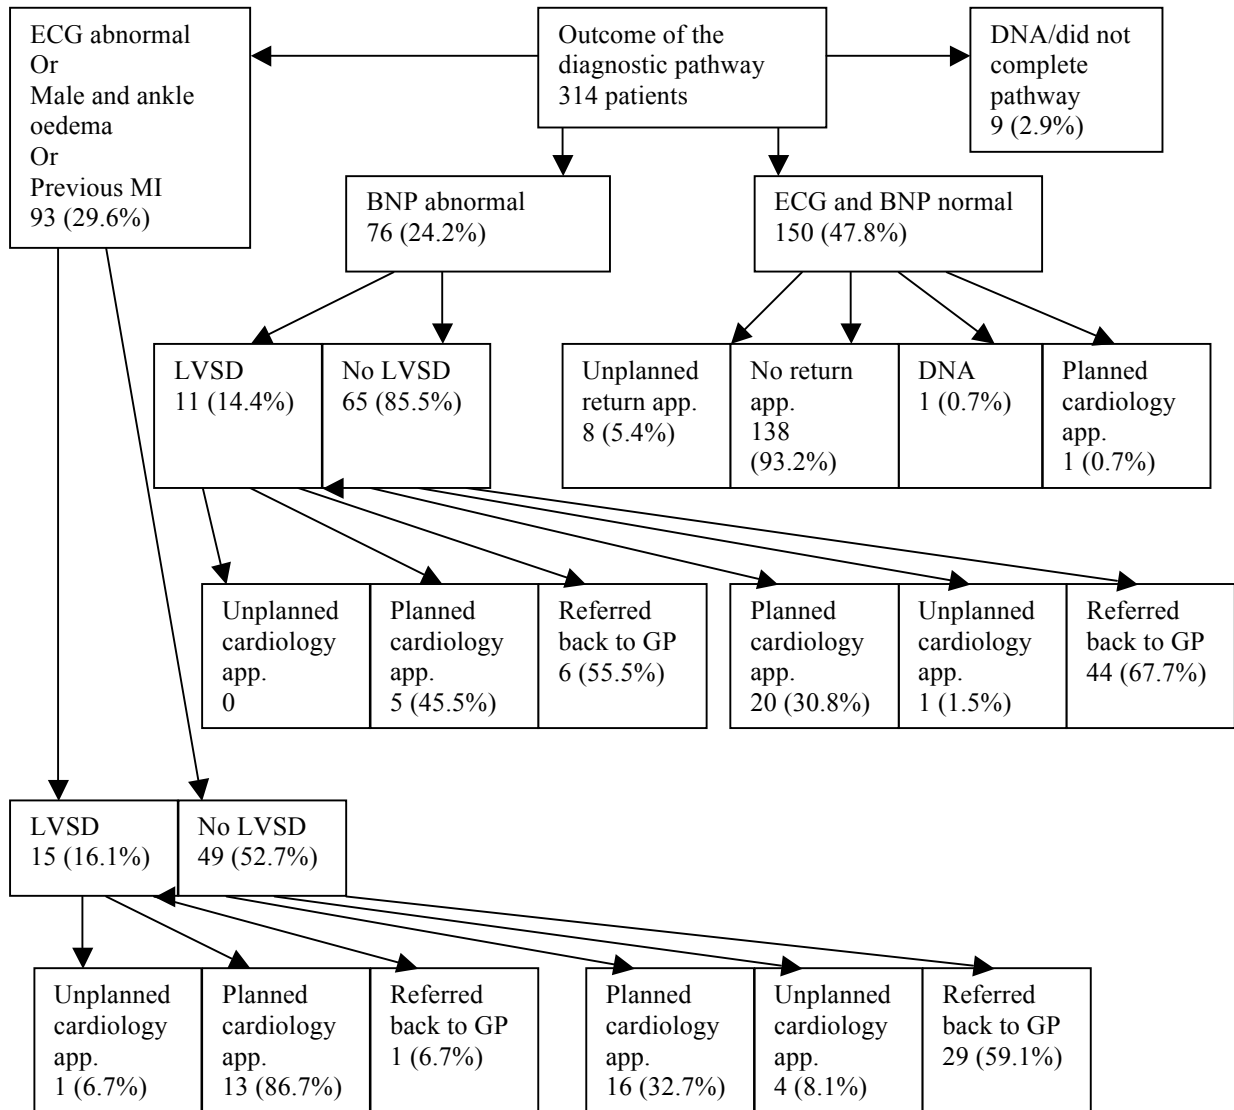 ECG abnormal
Or
Male and ankle
oedema
Or
Previous MI
93 (29.6%)
Outcome of the
diagnostic pathway
314 patients
DNA/did not
complete
pathway
9 (2.9%)
BNP abnormal
76 (24.2%)
ECG and BNP normal
150 (47.8%)
LVSD
11 (14.4%)
No LVSD
65 (85.5%)
Unplanned
return app.
8 (5.4%)
No return
app.
138
(93.2%)
DNA
1 (0.7%)
Planned
cardiology
app.
1 (0.7%)
Unplanned
cardiology
app.
0
Planned
cardiology
app.
5 (45.5%)
Referred
back to GP
6 (55.5%)
Planned
cardiology
app.
20 (30.8%)
Unplanned
cardiology
app.
1 (1.5%)
Referred
back to GP
44 (67.7%)
LVSD
15 (16.1%)
No LVSD
49 (52.7%)
Unplanned
cardiology
app.
1 (6.7%)
Planned
cardiology
app.
13 (86.7%)
Referred
back to GP
1 (6.7%)
Planned
cardiology
app.
16 (32.7%)
Unplanned
cardiology
app.
4 (8.1%)
Referred
back to GP
29 (59.1%)